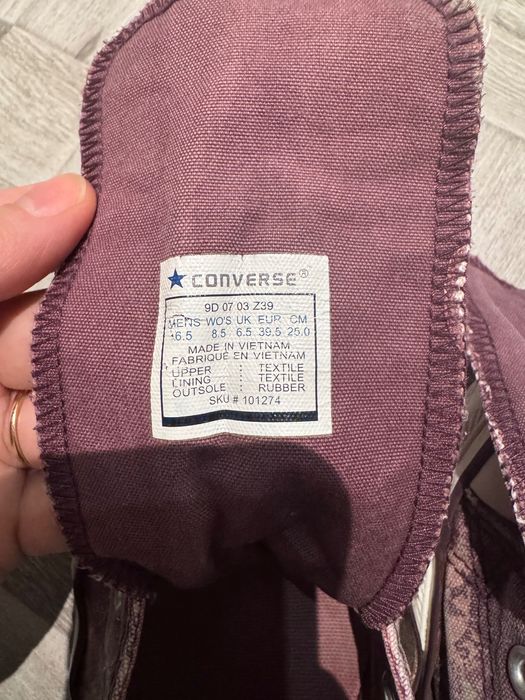 ★ CONVERSE®
9D 07 03 Z39
MENS WO'S UK EUR CM
6.5 8.5 6.5 39.5 25.0
MADE IN VIETNAM
FABRIQUÉ EN VIETNAM
UPPER : TEXTILE
LINING : TEXTILE
OUTSOLE : RUBBER
SKU # 101274